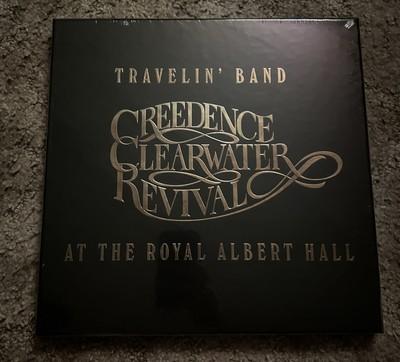 TRAVELIN' BAND
CREEDENCE
CLEARWATER
REVIVAL
AT THE ROYAL ALBERT HALL